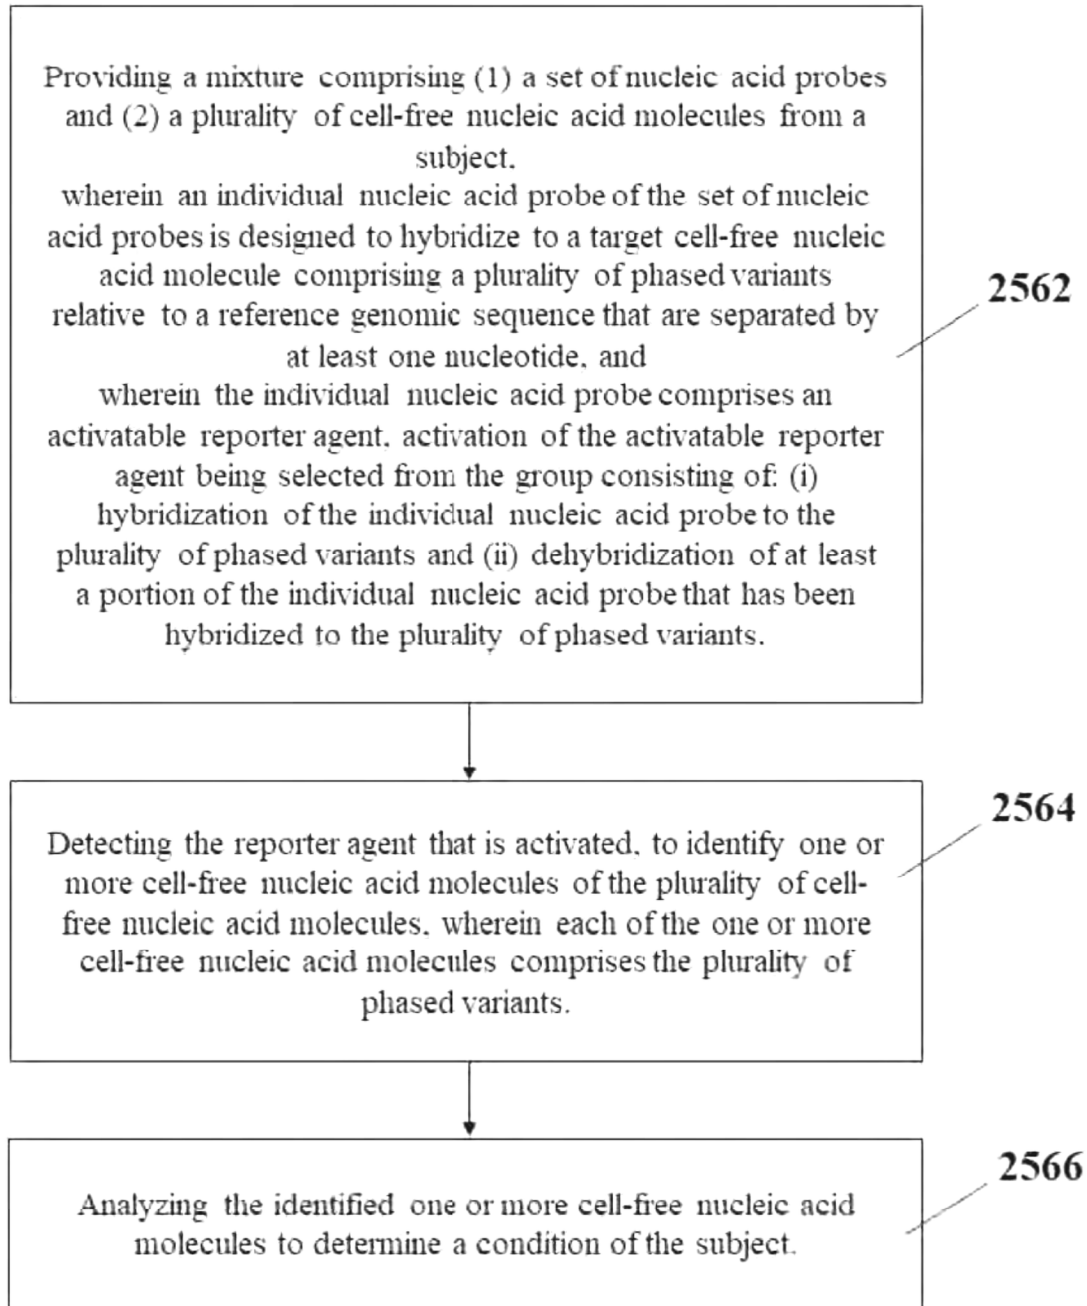 Providing a mixture comprising (1) a set of nucleic acid probes
and (2) a plurality of cell-free nucleic acid molecules from a
subject.
wherein an individual nucleic acid probe of the set of nucleic
acid probes is designed to hybridize to a target cell-free nucleic
acid molecule comprising a plurality of phased variants
relative to a reference genomic sequence that are separated by
at least one nucleotide, and
wherein the individual nucleic acid probe comprises an
activatable reporter agent, activation of the activatable reporter
agent being selected from the group consisting of: (i)
hybridization of the individual nucleic acid probe to the
plurality of phased variants and (ii) dehybridization of at least
a portion of the individual nucleic acid probe that has been
hybridized to the plurality of phased variants.
2562
Detecting the reporter agent that is activated, to identify one or
more cell-free nucleic acid molecules of the plurality of cell-
free nucleic acid molecules, wherein each of the one or more
cell-free nucleic acid molecules comprises the plurality of
phased variants.
2564
Analyzing the identified one or more cell-free nucleic acid
molecules to determine a condition of the subject.
2566